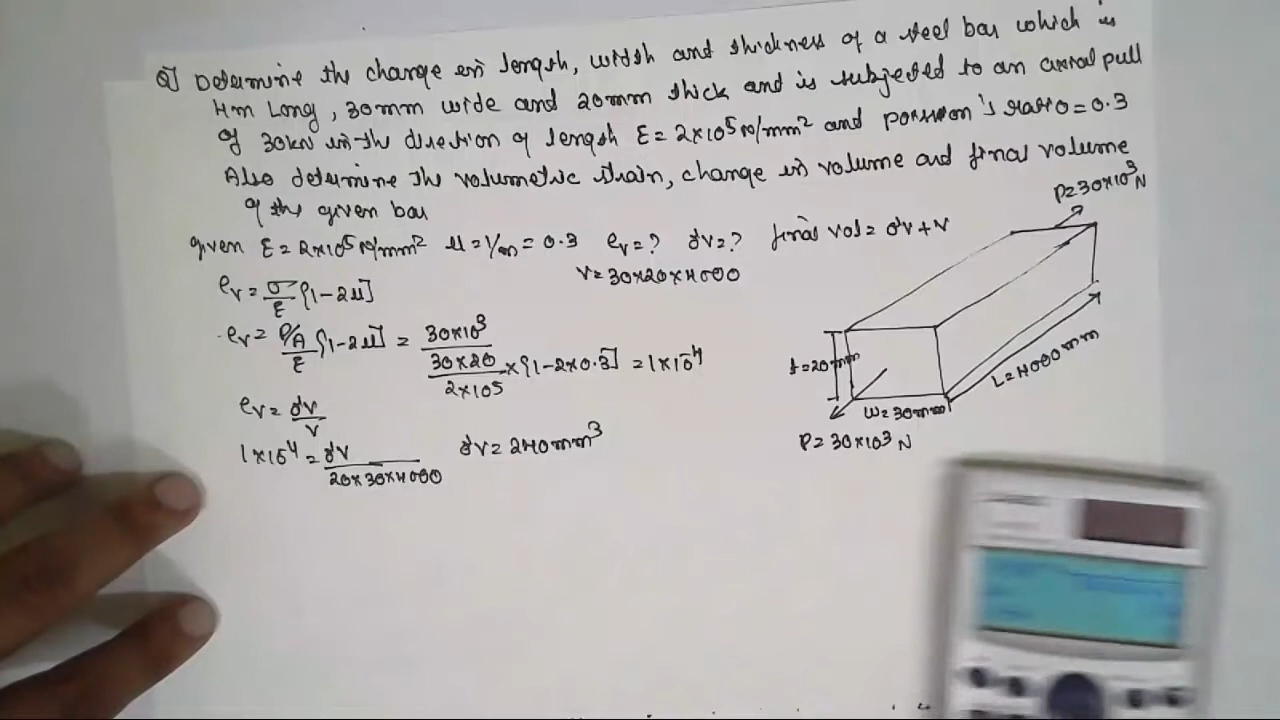 Q] Determine the change in length, width and thickness of a steel bar which is
4m Long, 30mm wide and 20mm thick and is subjected to an axial pull
of 30kN in the direction of length E = 2×10⁵ N/mm² and poisson's ratio = 0.3
Also determine the volumetric strain, change in volume and final volume
of the given bar
given E = 2×10⁵ N/mm² μ = 1/m = 0.3 ev = ? dv = ? final vol = dv + v
v = 30×20×4000
ev = σ/E [1-2μ]
ev = P/A/E [1-2μ] = 30×10³/30×20/2×10⁵ × [1-2×0.3] = 1×10⁻⁴
ev = dv/v
1×10⁻⁴ = dv/20×30×4000 dv = 240mm³
P = 30×10³ N
t = 20mm
L = 4000mm
W = 30mm
P = 30×10³ N